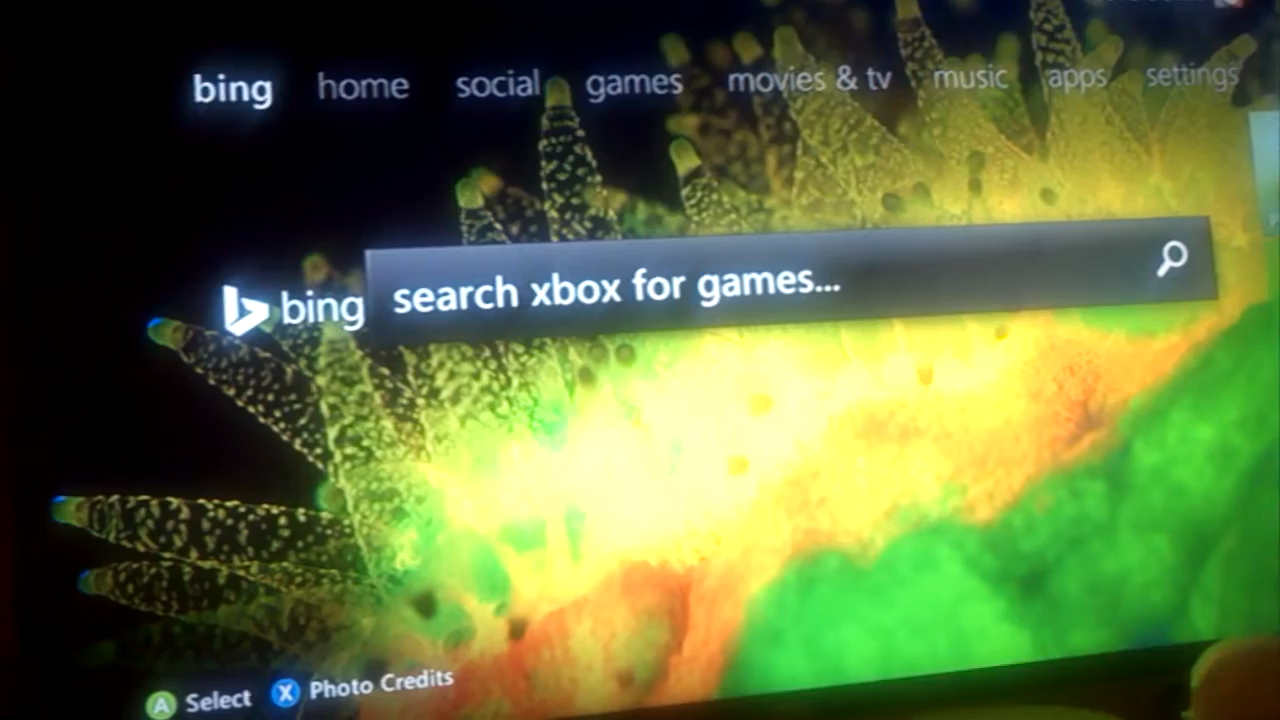 bing home social games movies & tv music apps settings
bing search xbox for games...
A Select X Photo Credits